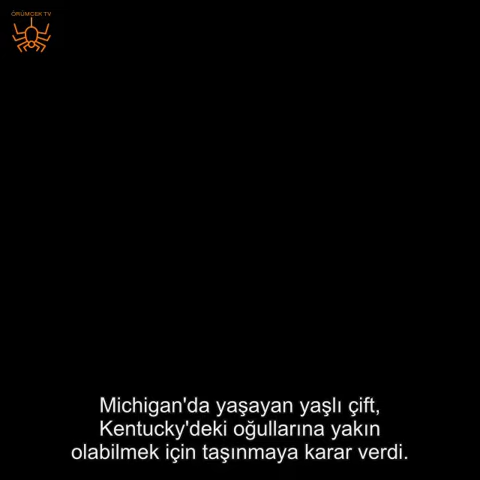 ÖRÜMCEK TV
Michigan'da yaşayan yaşlı çift,
Kentucky'deki oğullarına yakın
olabilmek için taşınmaya karar verdi.